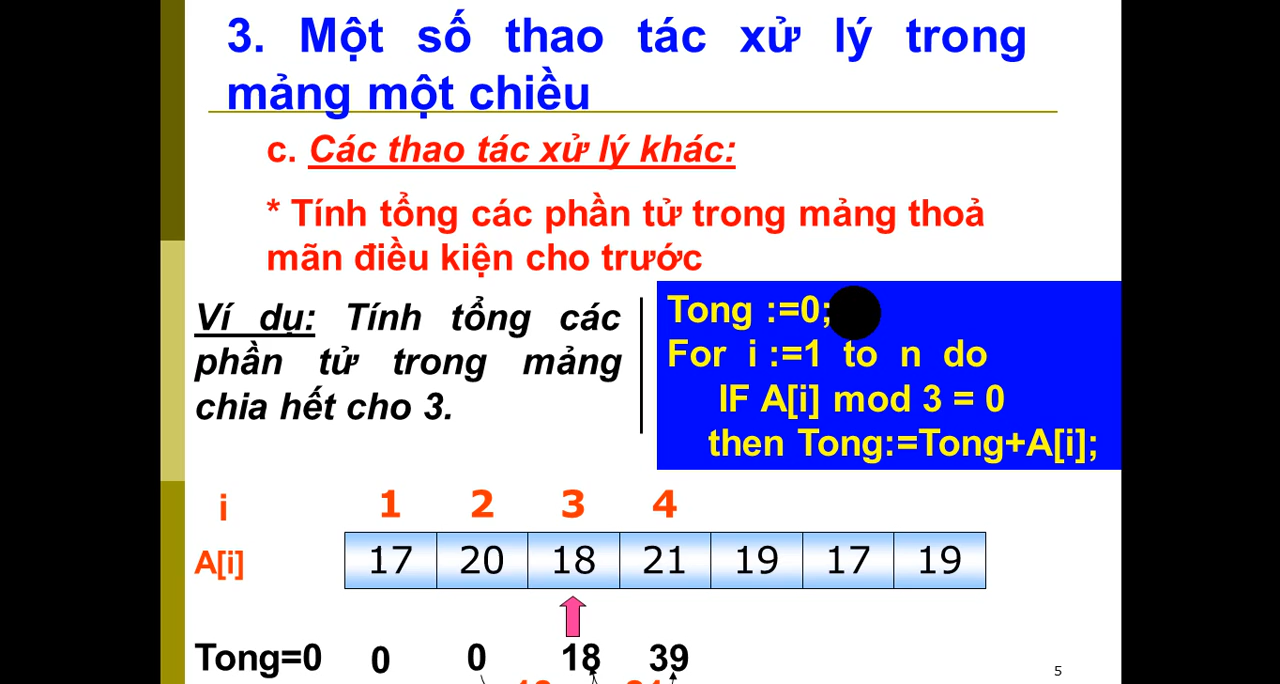 3. Một số thao tác xử lý trong
mảng một chiều
c. Các thao tác xử lý khác:
* Tính tổng các phần tử trong mảng thoả
mãn điều kiện cho trước
Ví dụ: Tính tổng các
phần tử trong mảng
chia hết cho 3.
Tong :=0;
For i :=1 to n do
IF A[i] mod 3 = 0
then Tong:=Tong+A[i];
i 1 2 3 4
A[i] 17 20 18 21 19 17 19
Tong=0 0 0 18 39
5